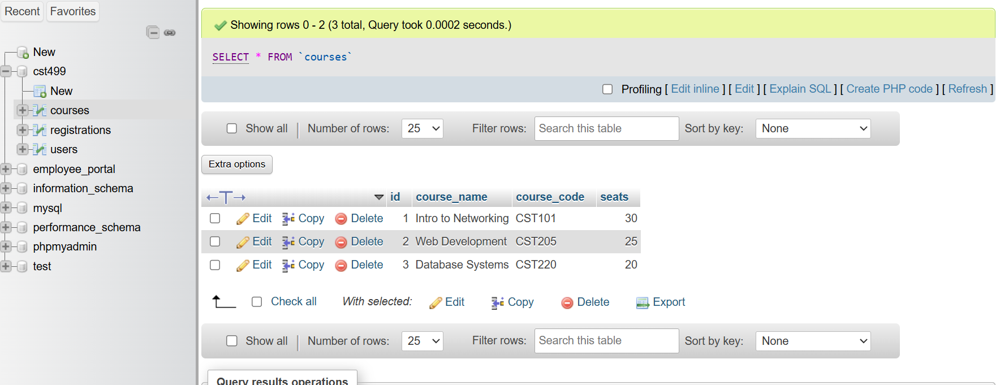 Recent Favorites
New
cst499
New
courses
registrations
users
employee_portal
information_schema
mysql
performance_schema
phpmyadmin
test
Showing rows 0 - 2 (3 total, Query took 0.0002 seconds.)
SELECT * FROM `courses`
Profiling [ Edit inline ] [ Edit ] [ Explain SQL ] [ Create PHP code ] [ Refresh ]
Show all Number of rows: 25 Filter rows: Search this table Sort by key: None
Extra options
id course_name course_code seats
Edit Copy Delete 1 Intro to Networking CST101 30
Edit Copy Delete 2 Web Development CST205 25
Edit Copy Delete 3 Database Systems CST220 20
Check all With selected: Edit Copy Delete Export
Show all Number of rows: 25 Filter rows: Search this table Sort by key: None
Query results operations